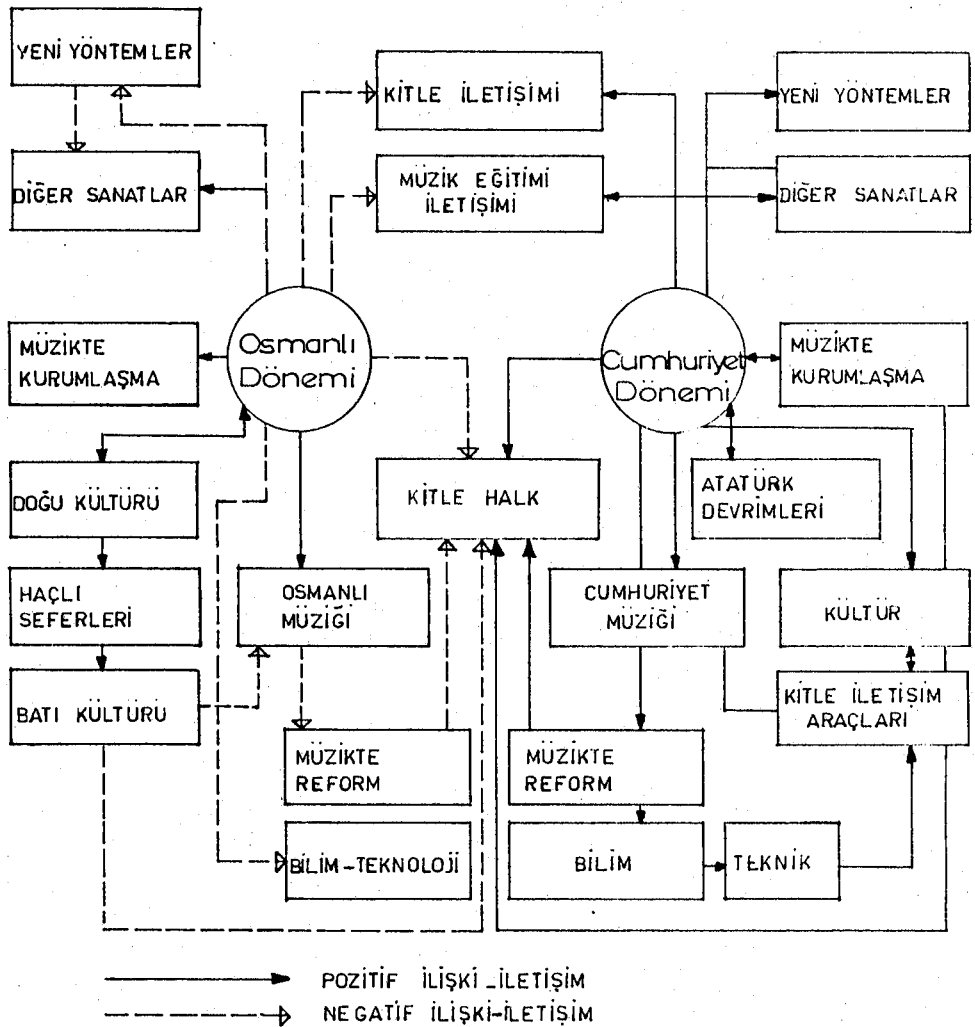 YENİ YÖNTEMLER
KİTLE İLETİŞİMİ
YENİ YÖNTEMLER
DİĞER SANATLAR
MÜZİK EĞİTİMİ
İLETİŞİMİ
DİĞER SANATLAR
MÜZİKTE
KURUMLAŞMA
Osmanlı
Dönemi
Cumhuriyet
Dönemi
MÜZİKTE
KURUMLAŞMA
DOĞU KÜLTÜRÜ
KİTLE HALK
ATATÜRK
DEVRİMLERİ
HAÇLI
SEFERLERİ
OSMANLI
MÜZİĞİ
CUMHURİYET
MÜZİĞİ
KÜLTÜR
BATI KÜLTÜRÜ
KİTLE İLETİŞİM
ARAÇLARI
MÜZİKTE
REFORM
MÜZİKTE
REFORM
BİLİM-TEKNOLOJİ
BİLİM
TEKNİK
POZİTİF İLİŞKİ-İLETİŞİM
NEGATİF İLİŞKİ-İLETİŞİM